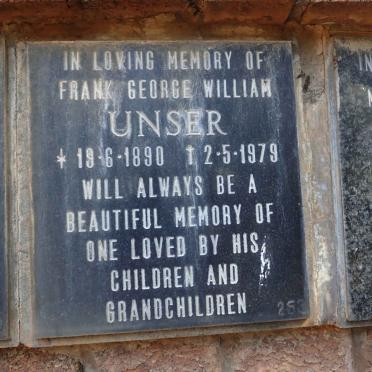 IN LOVING MEMORY OF
FRANK GEORGE WILLIAM
UNSER
* 19-6-1890 † 2-5-1979
WILL ALWAYS BE A
BEAUTIFUL MEMORY OF
ONE LOVED BY HIS
CHILDREN AND
GRANDCHILDREN